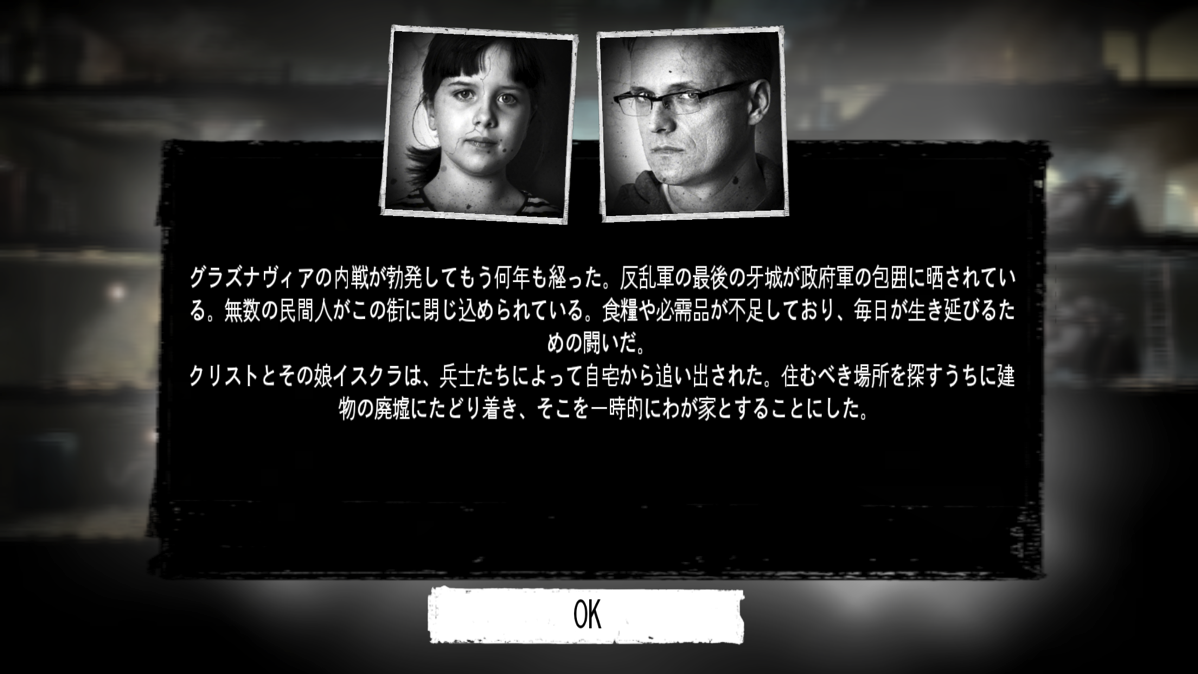 グラズナヴィアの内戦が勃発してもう何年も経った。反乱軍の最後の牙城が政府軍の包囲に晒されてい
る。無数の民間人がこの街に閉じ込められている。食糧や必需品が不足しており、毎日が生き延びるた
めの闘いだ。
クリストとその娘イスクラは、兵士たちによって自宅から追い出された。住むべき場所を探すうちに建
物の廃墟にたどり着き、そこを一時的にわが家とすることにした。
OK